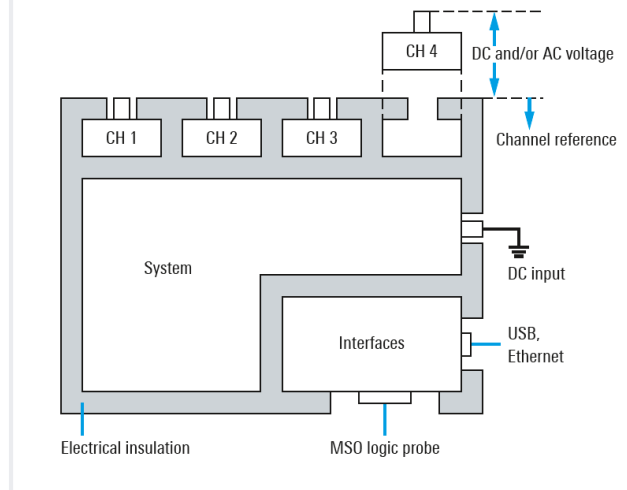 CH 4
DC and/or AC voltage
CH 1
CH 2
CH 3
Channel reference
System
DC input
Interfaces
USB,
Ethernet
Electrical insulation
MSO logic probe